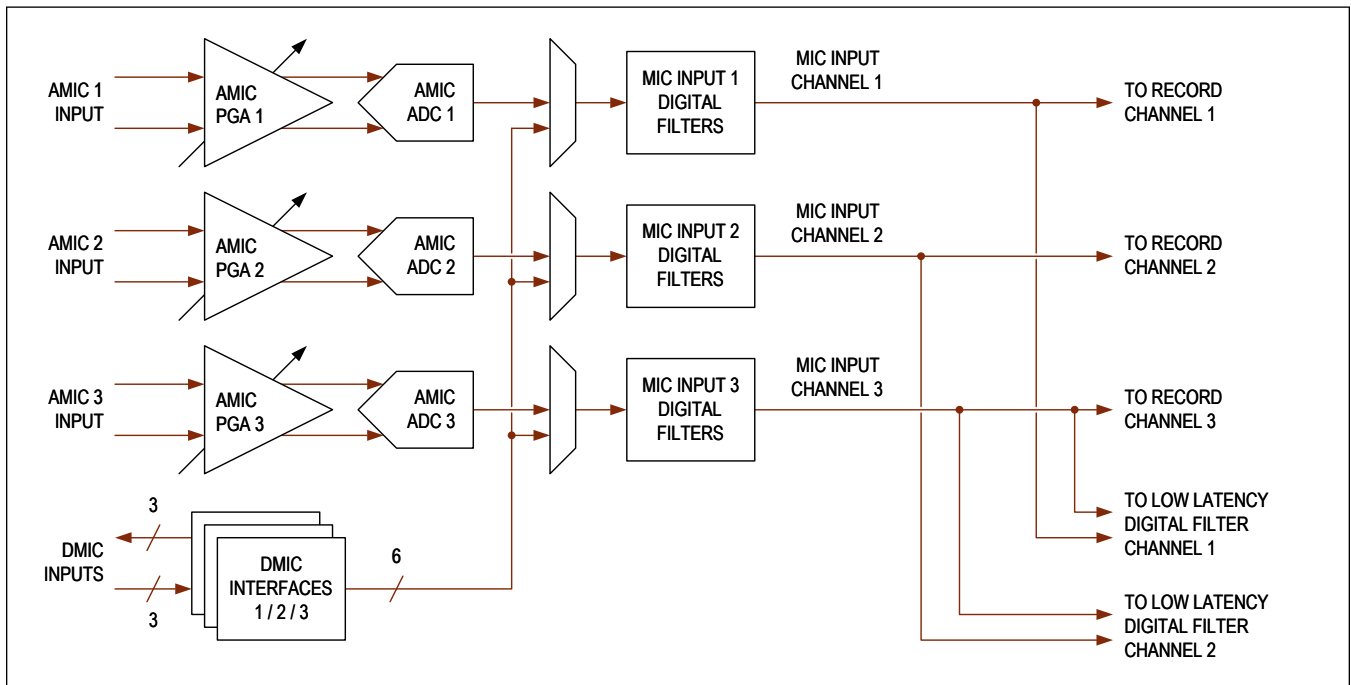 AMIC 1
INPUT
AMIC
PGA 1
AMIC
ADC 1
MIC INPUT 1
DIGITAL
FILTERS
MIC INPUT
CHANNEL 1
TO RECORD
CHANNEL 1
AMIC 2
INPUT
AMIC
PGA 2
AMIC
ADC 2
MIC INPUT 2
DIGITAL
FILTERS
MIC INPUT
CHANNEL 2
TO RECORD
CHANNEL 2
AMIC 3
INPUT
AMIC
PGA 3
AMIC
ADC 3
MIC INPUT 3
DIGITAL
FILTERS
MIC INPUT
CHANNEL 3
TO RECORD
CHANNEL 3
DMIC
INPUTS
3
3
DMIC
INTERFACES
1 / 2 / 3
6
TO LOW LATENCY
DIGITAL FILTER
CHANNEL 1
TO LOW LATENCY
DIGITAL FILTER
CHANNEL 2